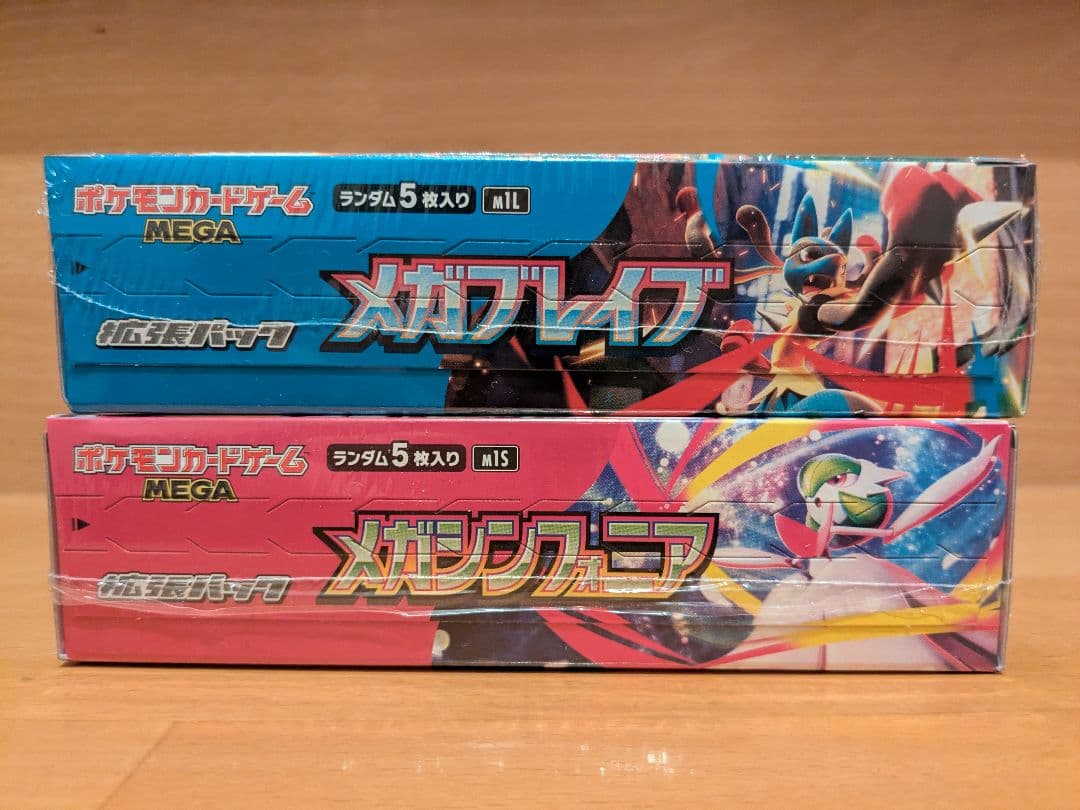 ポケモンカードゲーム
MEGA
ランダム5枚入り M1L
メガブレイブ
拡張パック
ポケモンカードゲーム
MEGA
ランダム5枚入り M1S
メガシンフォニア
拡張パック